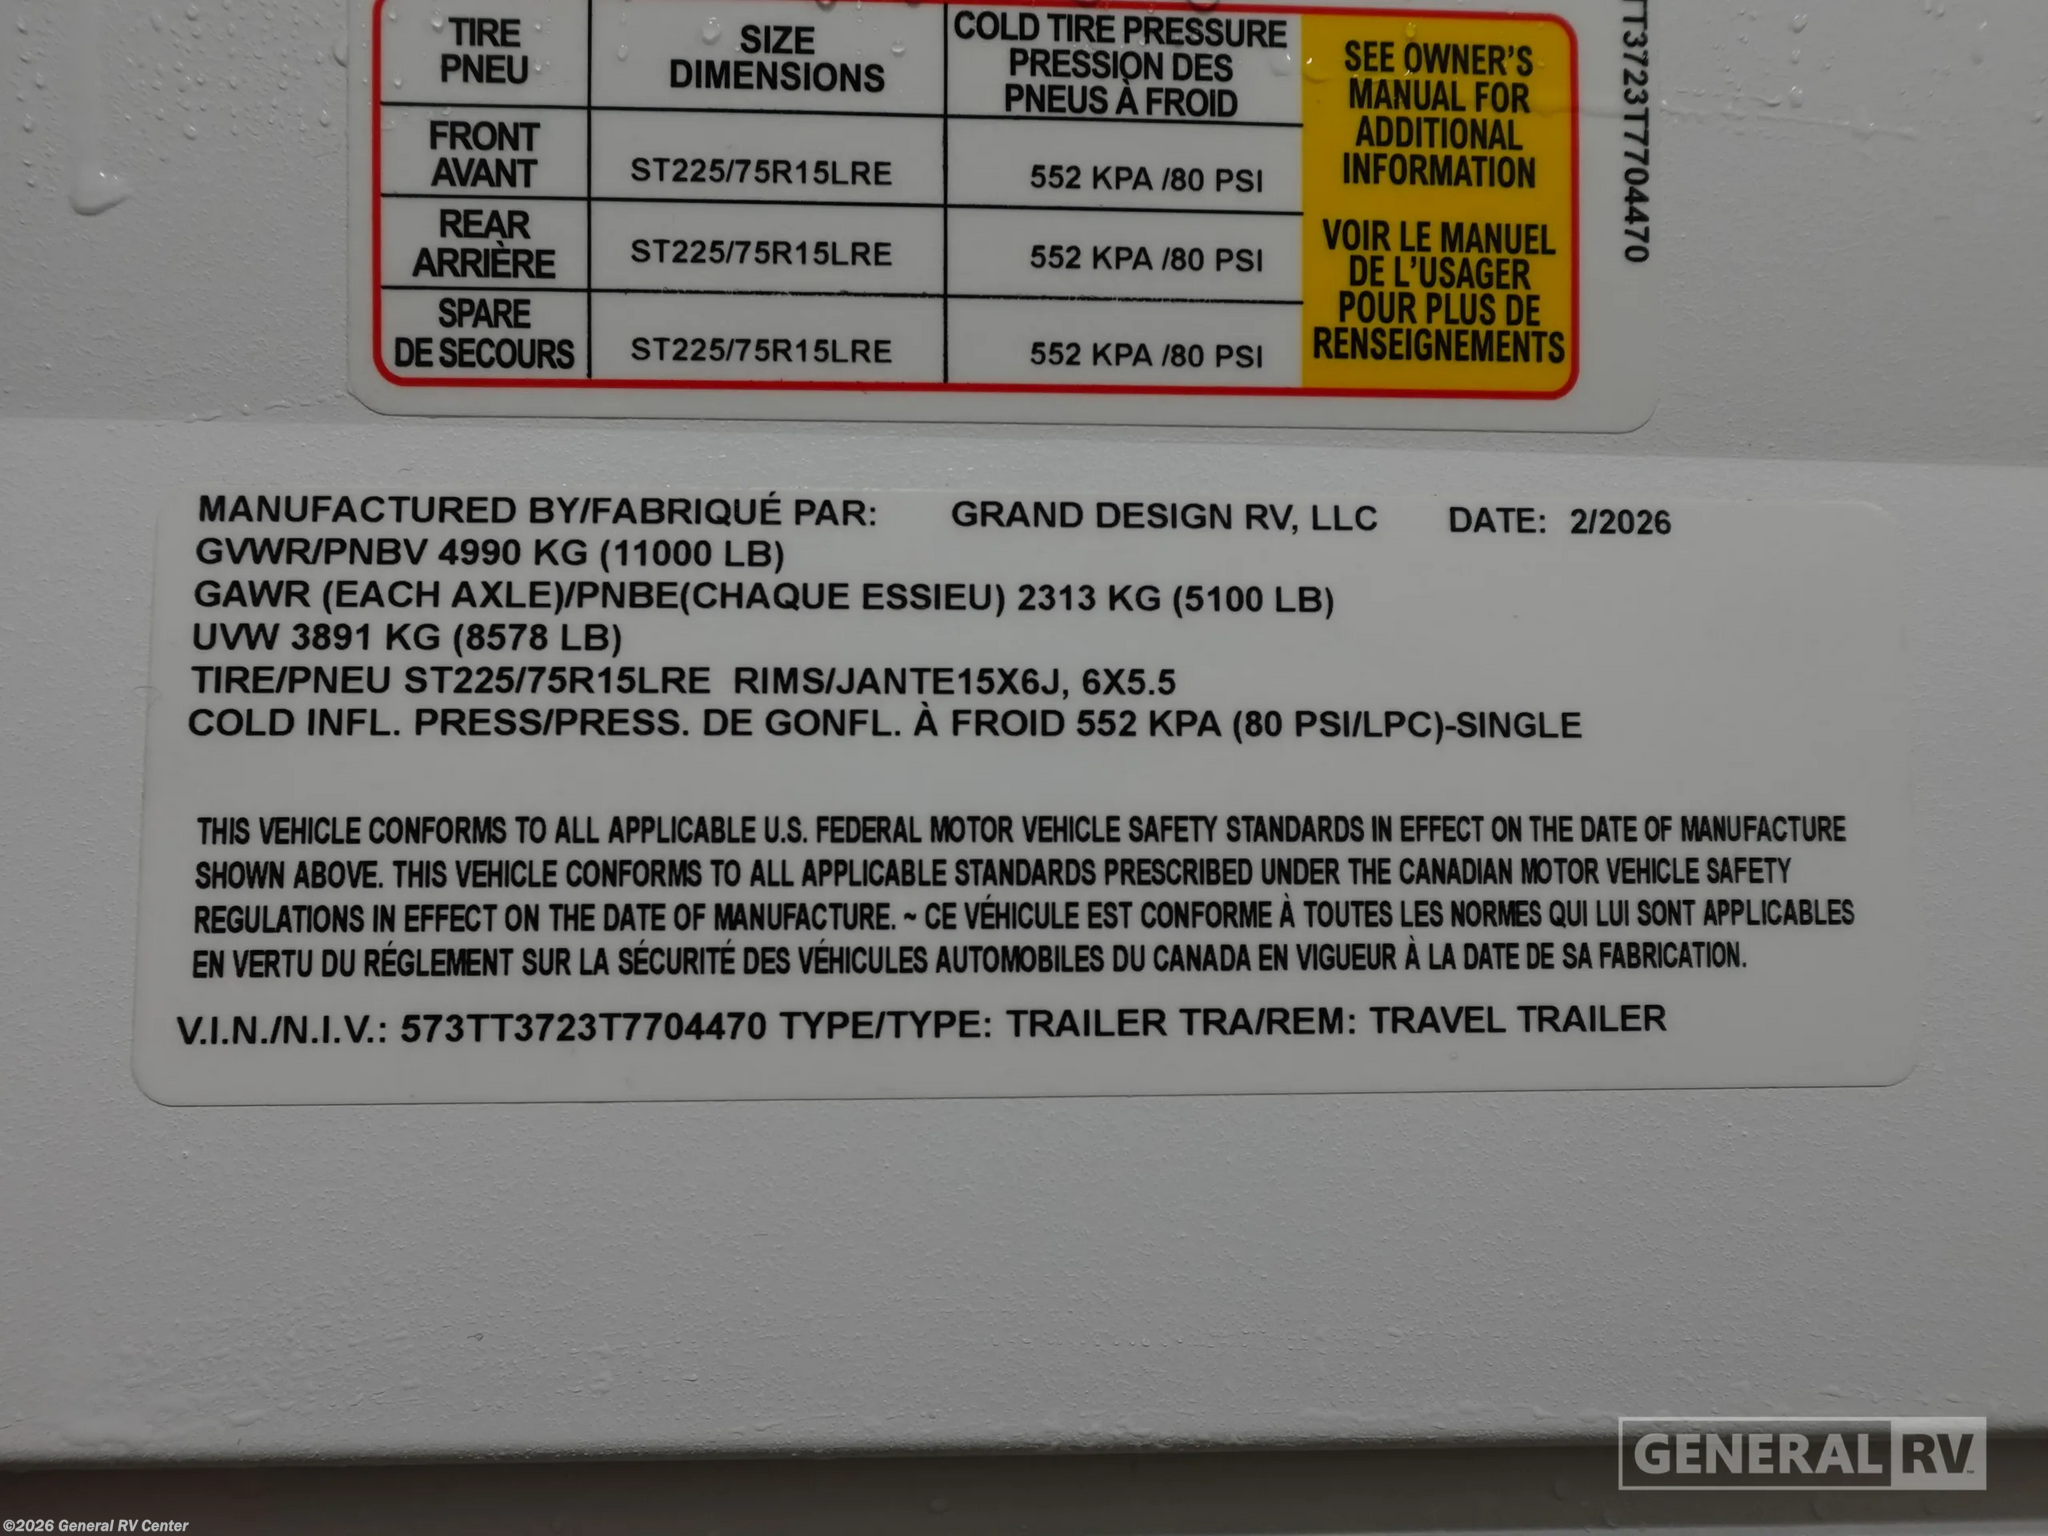 TIRE
PNEU
SIZE
DIMENSIONS
COLD TIRE PRESSURE
PRESSION DES
PNEUS À FROID
FRONT
AVANT
ST225/75R15LRE
552 KPA /80 PSI
REAR
ARRIÈRE
ST225/75R15LRE
552 KPA /80 PSI
SPARE
DE SECOURS
ST225/75R15LRE
552 KPA /80 PSI
SEE OWNER'S
MANUAL FOR
ADDITIONAL
INFORMATION
VOIR LE MANUEL
DE L'USAGER
POUR PLUS DE
RENSEIGNEMENTS
TT3723T7704470
MANUFACTURED BY/FABRIQUÉ PAR: GRAND DESIGN RV, LLC DATE: 2/2026
GVWR/PNBV 4990 KG (11000 LB)
GAWR (EACH AXLE)/PNBE(CHAQUE ESSIEU) 2313 KG (5100 LB)
UVW 3891 KG (8578 LB)
TIRE/PNEU ST225/75R15LRE RIMS/JANTE15X6J, 6X5.5
COLD INFL. PRESS/PRESS. DE GONFL. À FROID 552 KPA (80 PSI/LPC)-SINGLE
THIS VEHICLE CONFORMS TO ALL APPLICABLE U.S. FEDERAL MOTOR VEHICLE SAFETY STANDARDS IN EFFECT ON THE DATE OF MANUFACTURE
SHOWN ABOVE. THIS VEHICLE CONFORMS TO ALL APPLICABLE STANDARDS PRESCRIBED UNDER THE CANADIAN MOTOR VEHICLE SAFETY
REGULATIONS IN EFFECT ON THE DATE OF MANUFACTURE. ~ CE VÉHICULE EST CONFORME À TOUTES LES NORMES QUI LUI SONT APPLICABLES
EN VERTU DU RÉGLEMENT SUR LA SÉCURITÉ DES VÉHICULES AUTOMOBILES DU CANADA EN VIGUEUR À LA DATE DE SA FABRICATION.
V.I.N./N.I.V.: 573TT3723T7704470 TYPE/TYPE: TRAILER TRA/REM: TRAVEL TRAILER
GENERAL RV
©2026 General RV Center